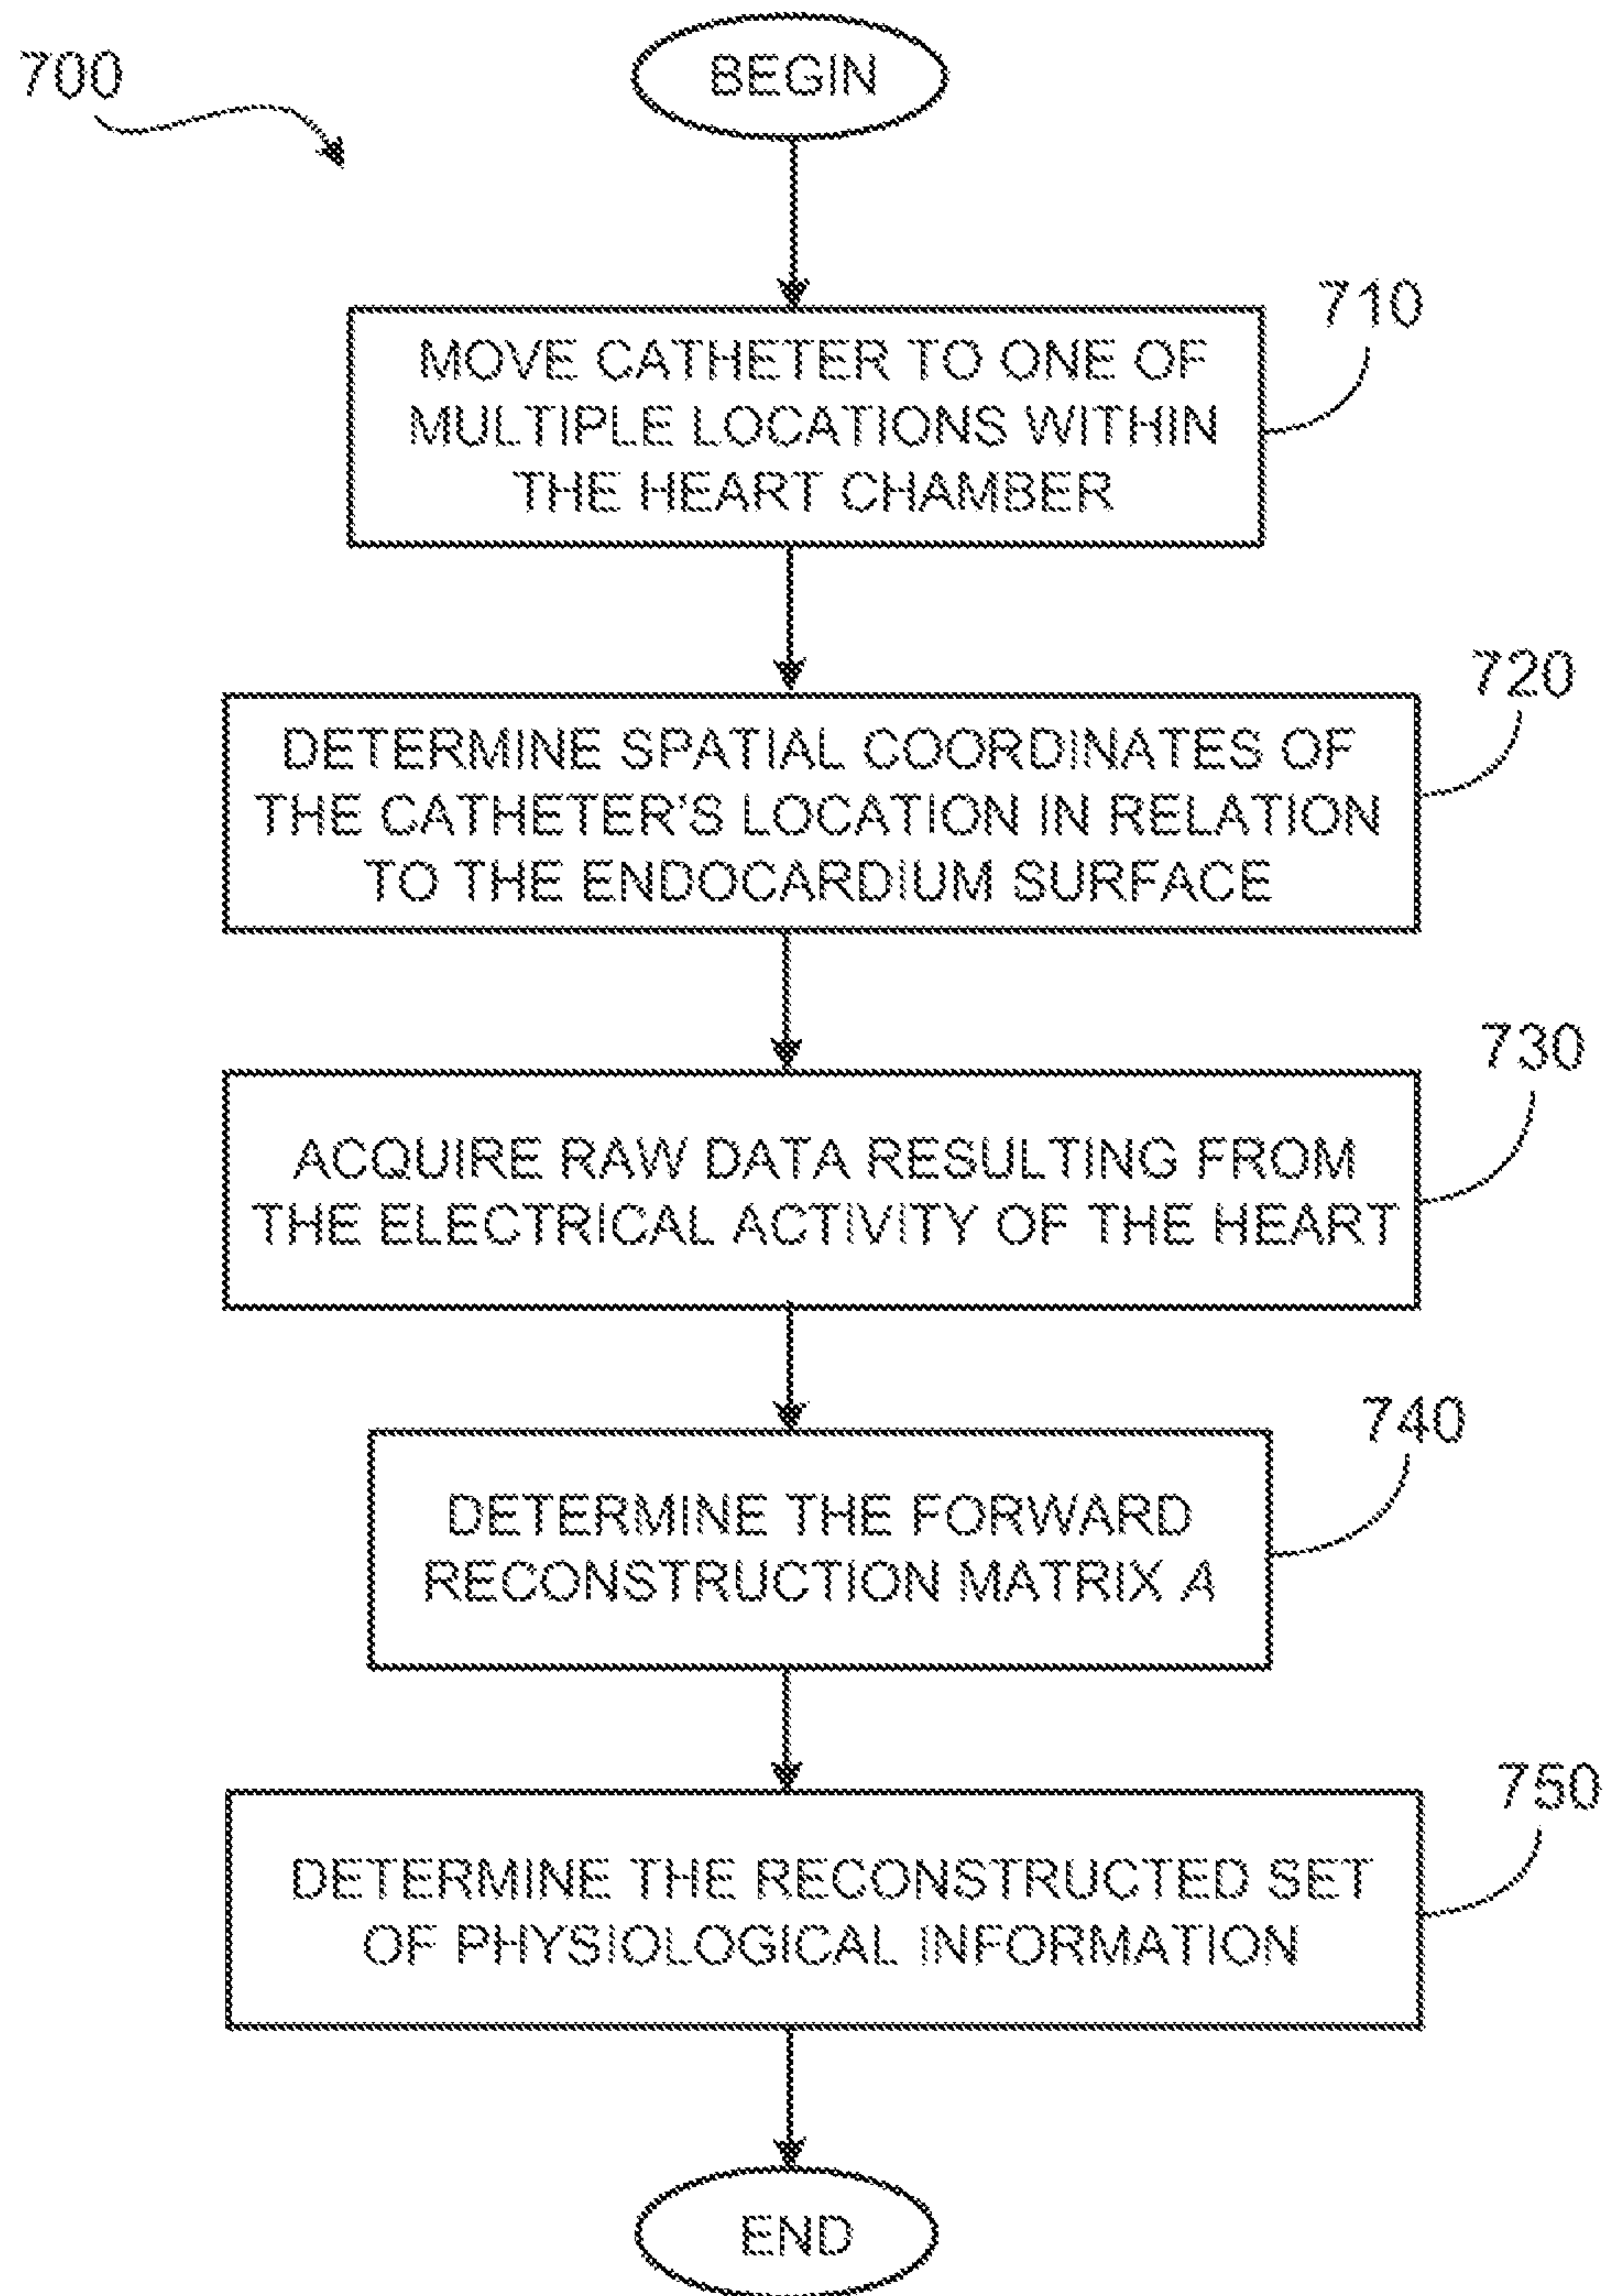 700
BEGIN
710
MOVE CATHETER TO ONE OF
MULTIPLE LOCATIONS WITHIN
THE HEART CHAMBER
720
DETERMINE SPATIAL COORDINATES OF
THE CATHETER'S LOCATION IN RELATION
TO THE ENDOCARDIUM SURFACE
730
ACQUIRE RAW DATA RESULTING FROM
THE ELECTRICAL ACTIVITY OF THE HEART
740
DETERMINE THE FORWARD
RECONSTRUCTION MATRIX A
750
DETERMINE THE RECONSTRUCTED SET
OF PHYSIOLOGICAL INFORMATION
END